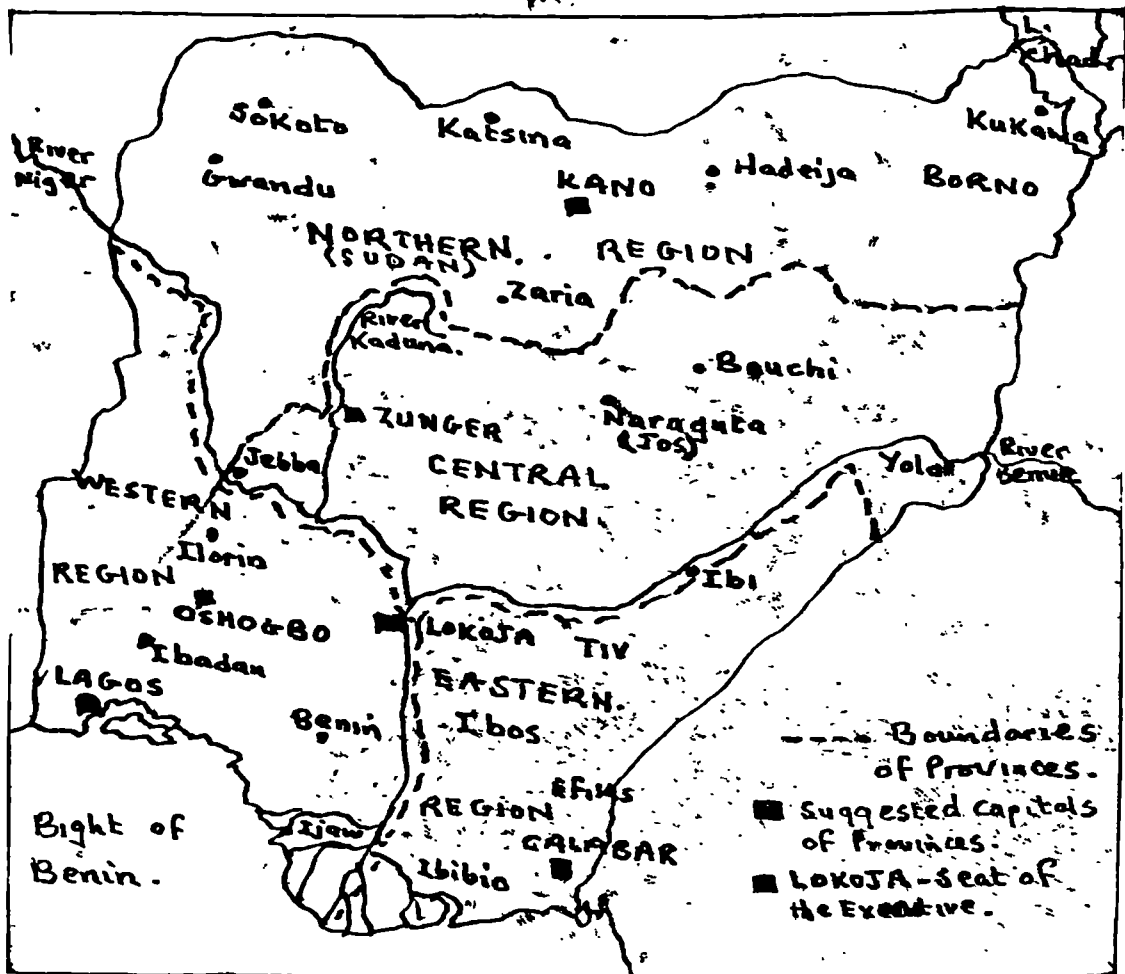 L.
Chad
Sokoto
Katsina
Kukawa
River
Niger
Gwandu
KANO
Hadeija
BORNO
NORTHERN.
(SUDAN)
REGION
Zaria
River
Kaduna.
Bauchi
ZUNGER
Naraguta
(JOS)
Jebba
CENTRAL
REGION
Yola
River
Benue
WESTERN
Ilorin
REGION
Ibi
OSHOGBO
LOKOJA
TIV
Ibadan
LAGOS
EASTERN.
Ibos
Benin
Efiks
REGION
Ijaw
CALABAR
Ibibio
Bight of
Benin.
Boundaries
of Provinces.
Suggested Capitals
of Provinces.
LOKOJA - Seat of
the Executive.